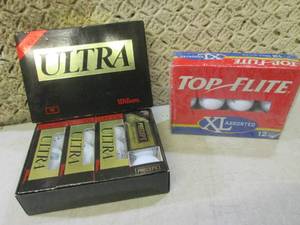 ULTRA
Wilson
ULTRA
ULTRA
ULTRA
TOP-FLITE
XL
ASSORTED
12